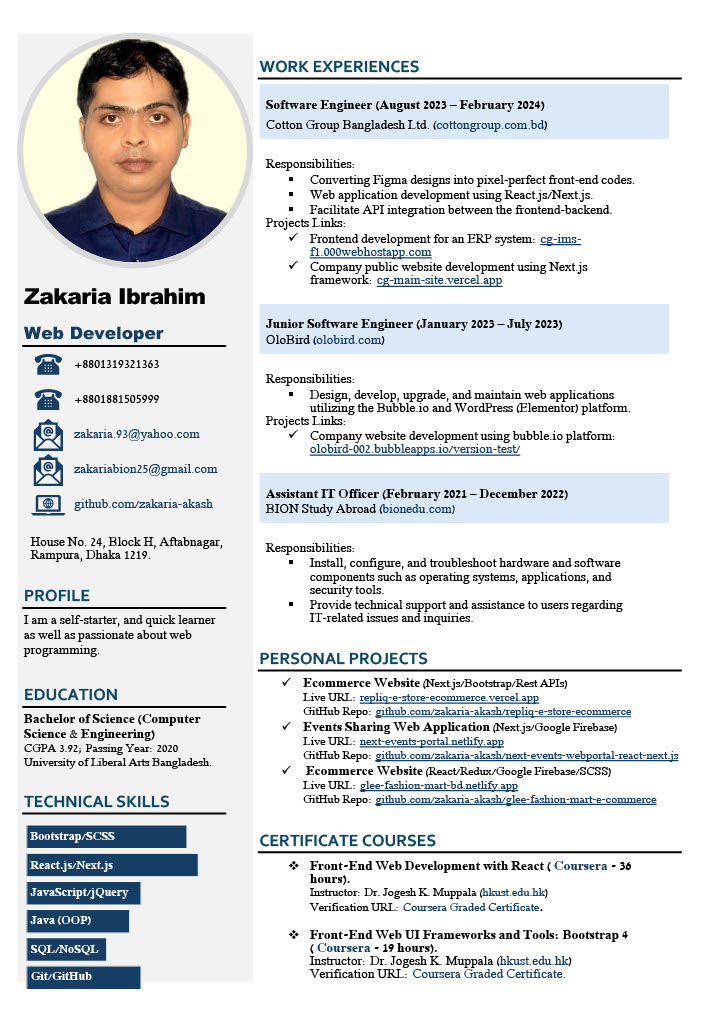 Zakaria Ibrahim
Web Developer
+8801319321363
+8801881505999
zakaria.93@yahoo.com
zakariabion25@gmail.com
github.com/zakaria-akash
House No. 24, Block H, Aftabnagar,
Rampura, Dhaka 1219.
PROFILE
I am a self-starter, and quick learner
as well as passionate about web
programming.
EDUCATION
Bachelor of Science (Computer
Science & Engineering)
CGPA 3.92; Passing Year: 2020
University of Liberal Arts Bangladesh.
TECHNICAL SKILLS
Bootstrap/SCSS
React.js/Next.js
JavaScript/jQuery
Java (OOP)
SQL/NoSQL
Git/GitHub
WORK EXPERIENCES
Software Engineer (August 2023 – February 2024)
Cotton Group Bangladesh Ltd. (cottongroup.com.bd)
Responsibilities:
▪ Converting Figma designs into pixel-perfect front-end codes.
▪ Web application development using React.js/Next.js.
▪ Facilitate API integration between the frontend-backend.
Projects Links:
✓ Frontend development for an ERP system: cg-ims-
f1.000webhostapp.com
✓ Company public website development using Next.js
framework: cg-main-site.vercel.app
Junior Software Engineer (January 2023 – July 2023)
OloBird (olobird.com)
Responsibilities:
▪ Design, develop, upgrade, and maintain web applications
utilizing the Bubble.io and WordPress (Elementor) platform.
Projects Links:
✓ Company website development using bubble.io platform:
olobird-002.bubbleapps.io/version-test/
Assistant IT Officer (February 2021 – December 2022)
BION Study Abroad (bionedu.com)
Responsibilities:
▪ Install, configure, and troubleshoot hardware and software
components such as operating systems, applications, and
security tools.
▪ Provide technical support and assistance to users regarding
IT-related issues and inquiries.
PERSONAL PROJECTS
✓ Ecommerce Website (Next.js/Bootstrap/Rest APIs)
Live URL: repliq-e-store-ecommerce.vercel.app
GitHub Repo: github.com/zakaria-akash/repliq-e-store-ecommerce
✓ Events Sharing Web Application (Next.js/Google Firebase)
Live URL: next-events-portal.netlify.app
GitHub Repo: github.com/zakaria-akash/next-events-webportal-react-next.js
✓ Ecommerce Website (React/Redux/Google Firebase/SCSS)
Live URL: glee-fashion-mart-bd.netlify.app
GitHub Repo: github.com/zakaria-akash/glee-fashion-mart-e-commerce
CERTIFICATE COURSES
❖ Front-End Web Development with React ( Coursera - 36
hours).
Instructor: Dr. Jogesh K. Muppala (hkust.edu.hk)
Verification URL: Coursera Graded Certificate.
❖ Front-End Web UI Frameworks and Tools: Bootstrap 4
( Coursera - 19 hours).
Instructor: Dr. Jogesh K. Muppala (hkust.edu.hk)
Verification URL: Coursera Graded Certificate.